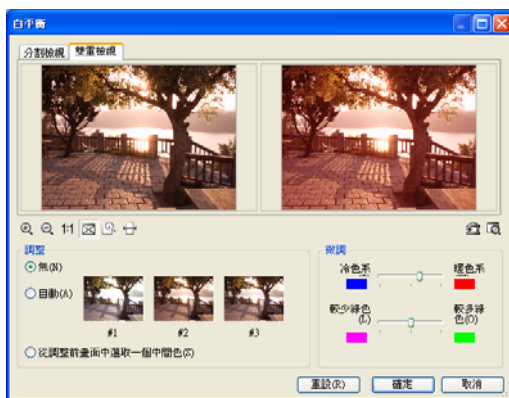 白平衡
分割檢視 雙重檢視
1:1
調整
無(N)
自動(A)
#1 #2 #3
從調整前畫面中選取一個中間色(Z)
微調
冷色系 暖色系
較少綠色(L) 較多綠色(O)
重設(R) 確定 取消